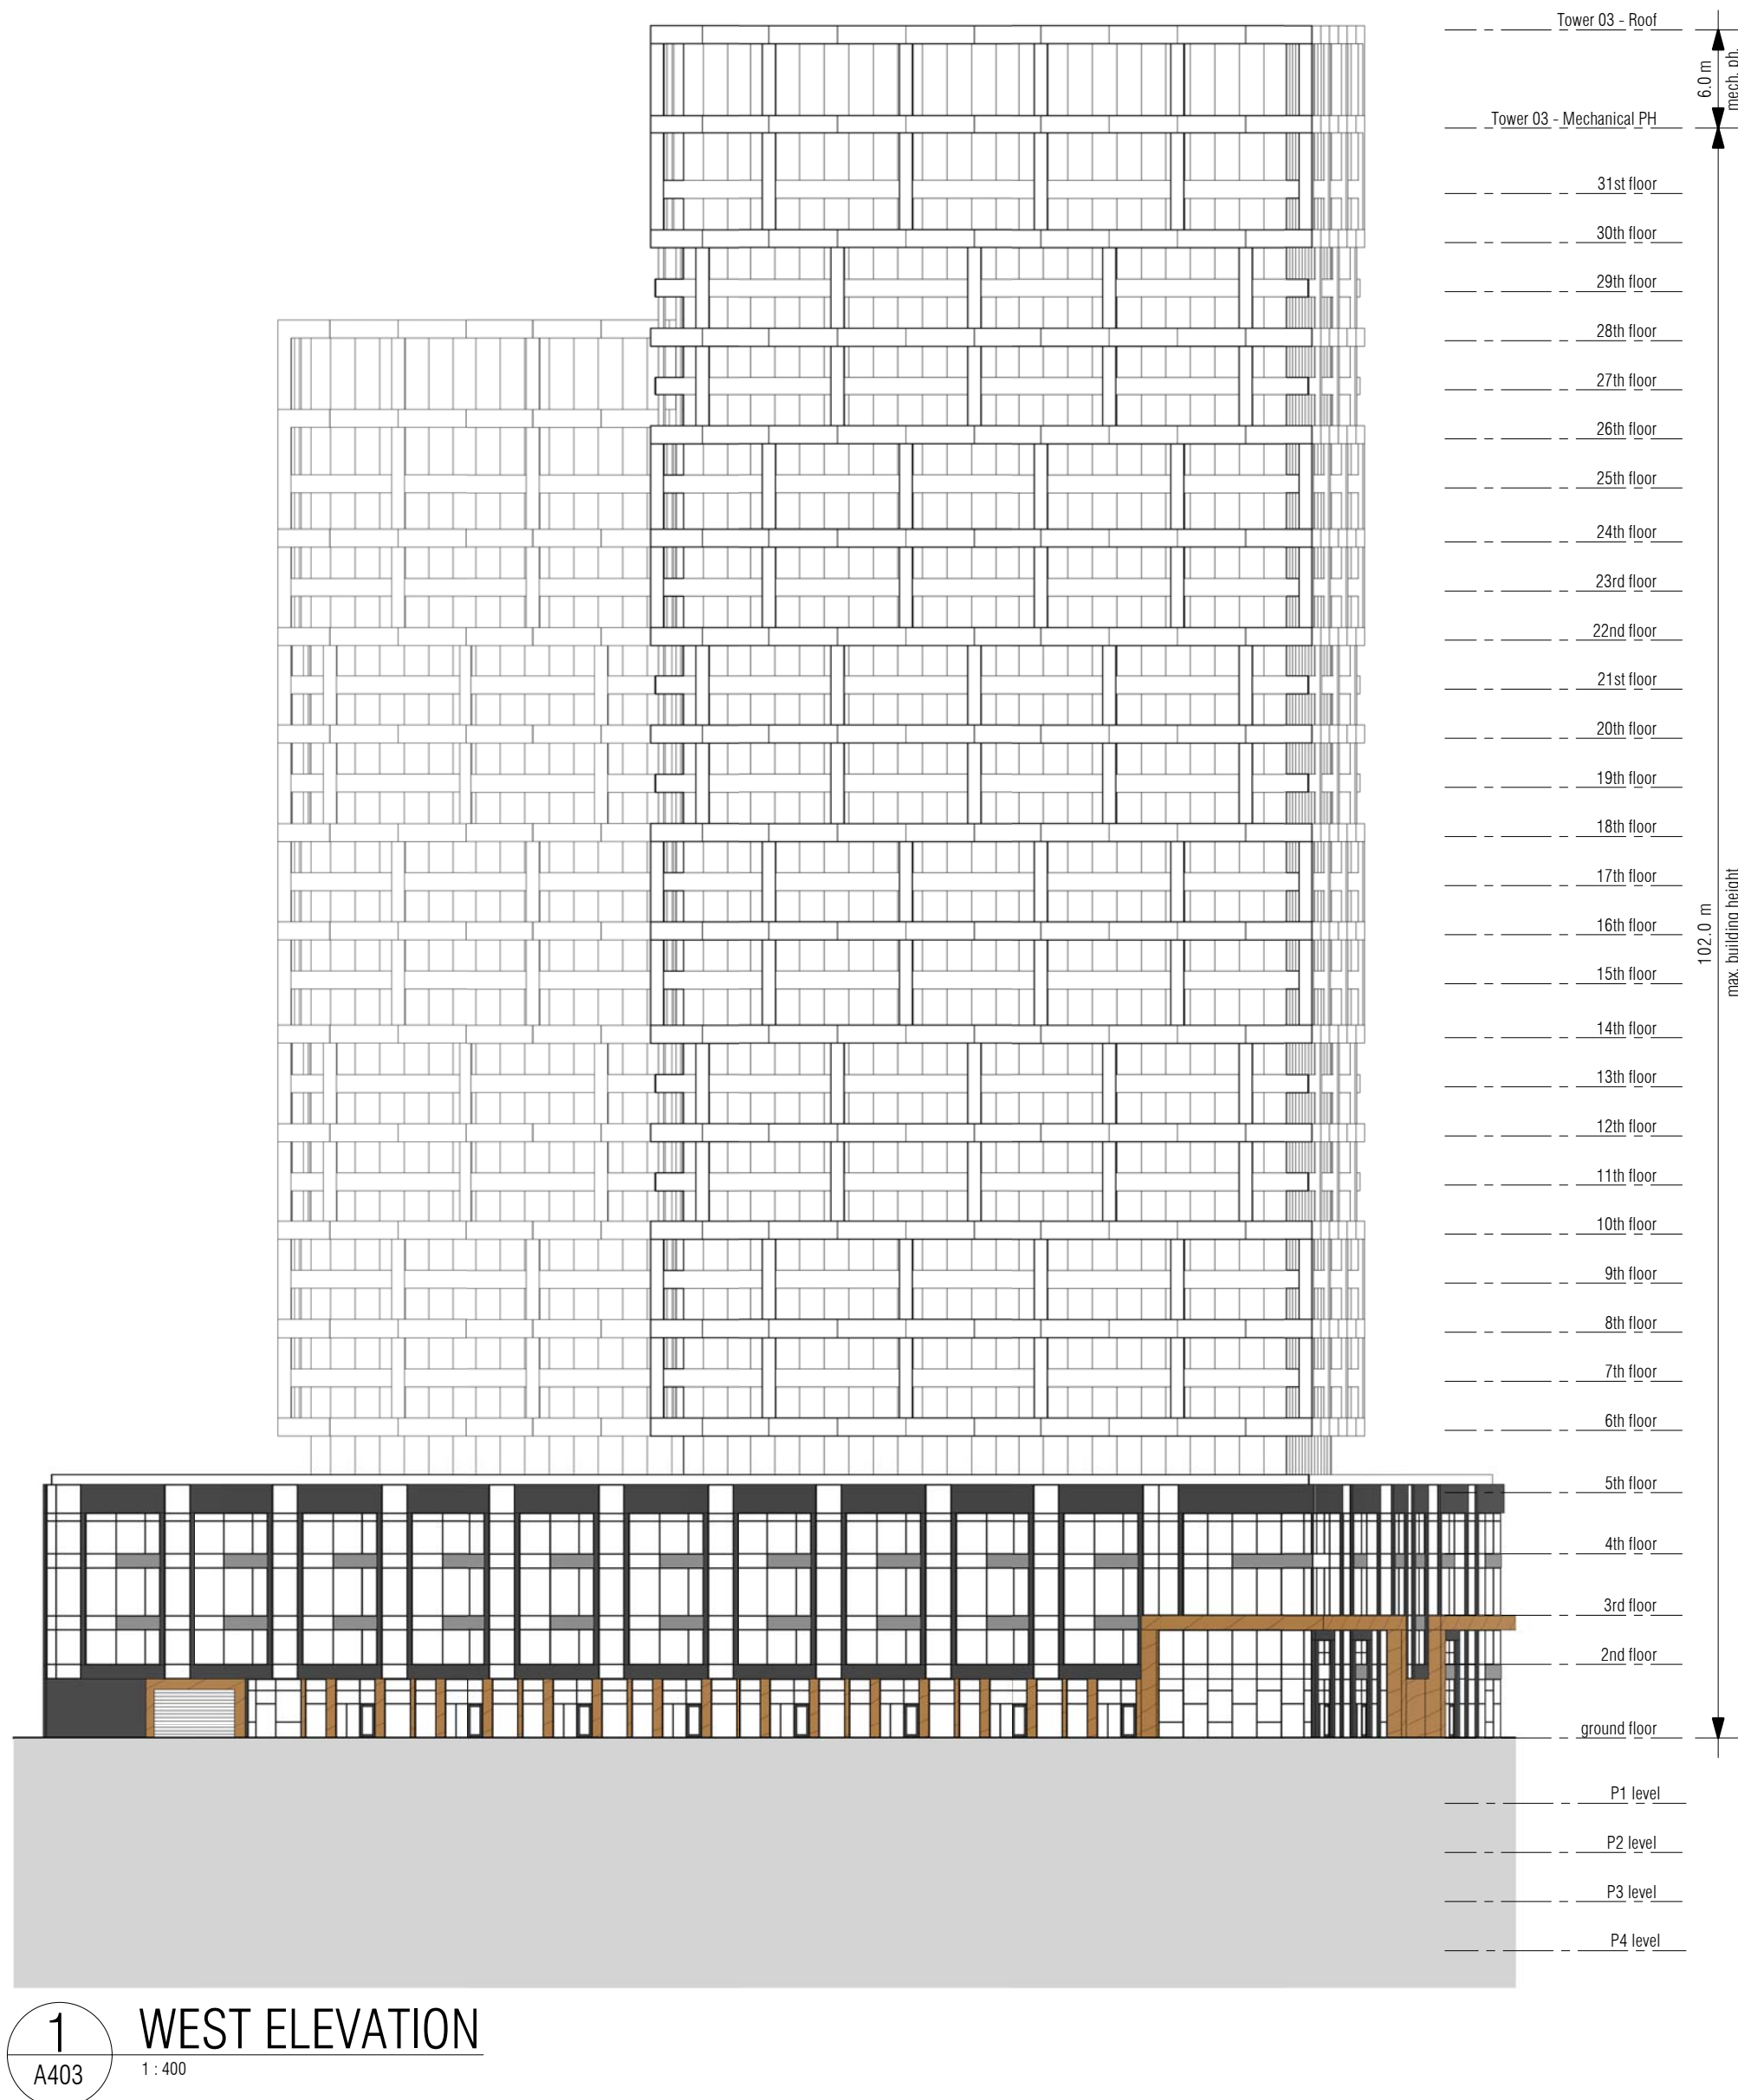 Tower 03 - Roof
6.0 m
mech. ph.
Tower 03 - Mechanical PH
31st floor
30th floor
29th floor
28th floor
27th floor
26th floor
25th floor
24th floor
23rd floor
22nd floor
21st floor
20th floor
19th floor
18th floor
17th floor
102.0 m
max. building height
16th floor
15th floor
14th floor
13th floor
12th floor
11th floor
10th floor
9th floor
8th floor
7th floor
6th floor
5th floor
4th floor
3rd floor
2nd floor
ground floor
P1 level
P2 level
P3 level
P4 level
1
A403
WEST ELEVATION
1 : 400